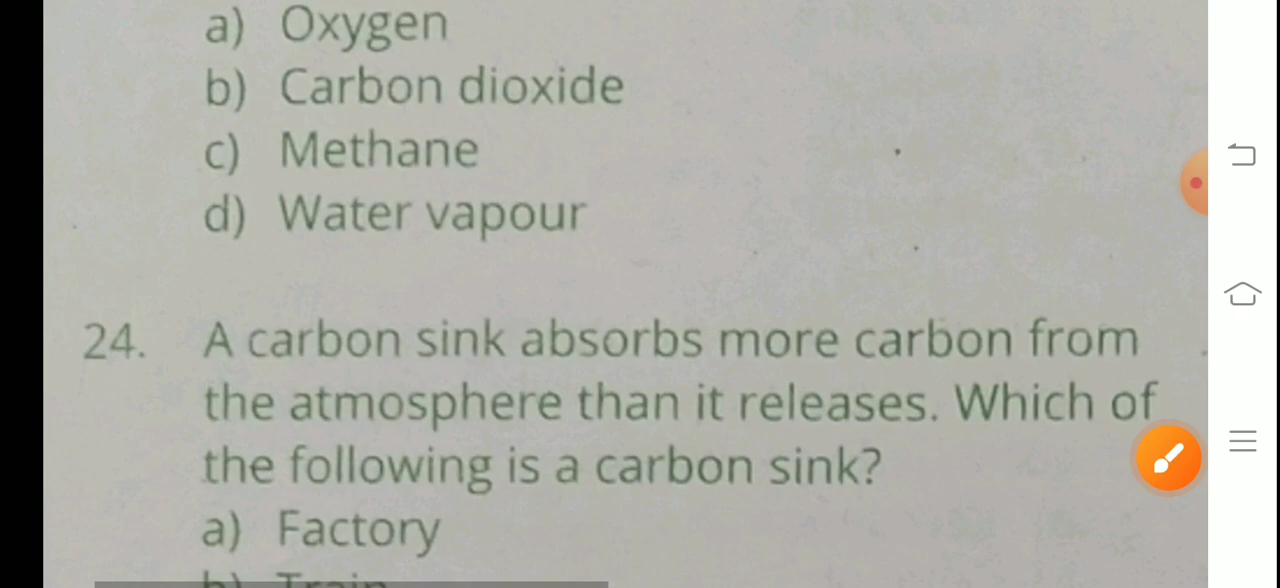 a) Oxygen
b) Carbon dioxide
c) Methane
d) Water vapour
24. A carbon sink absorbs more carbon from
the atmosphere than it releases. Which of
the following is a carbon sink?
a) Factory
b) Train